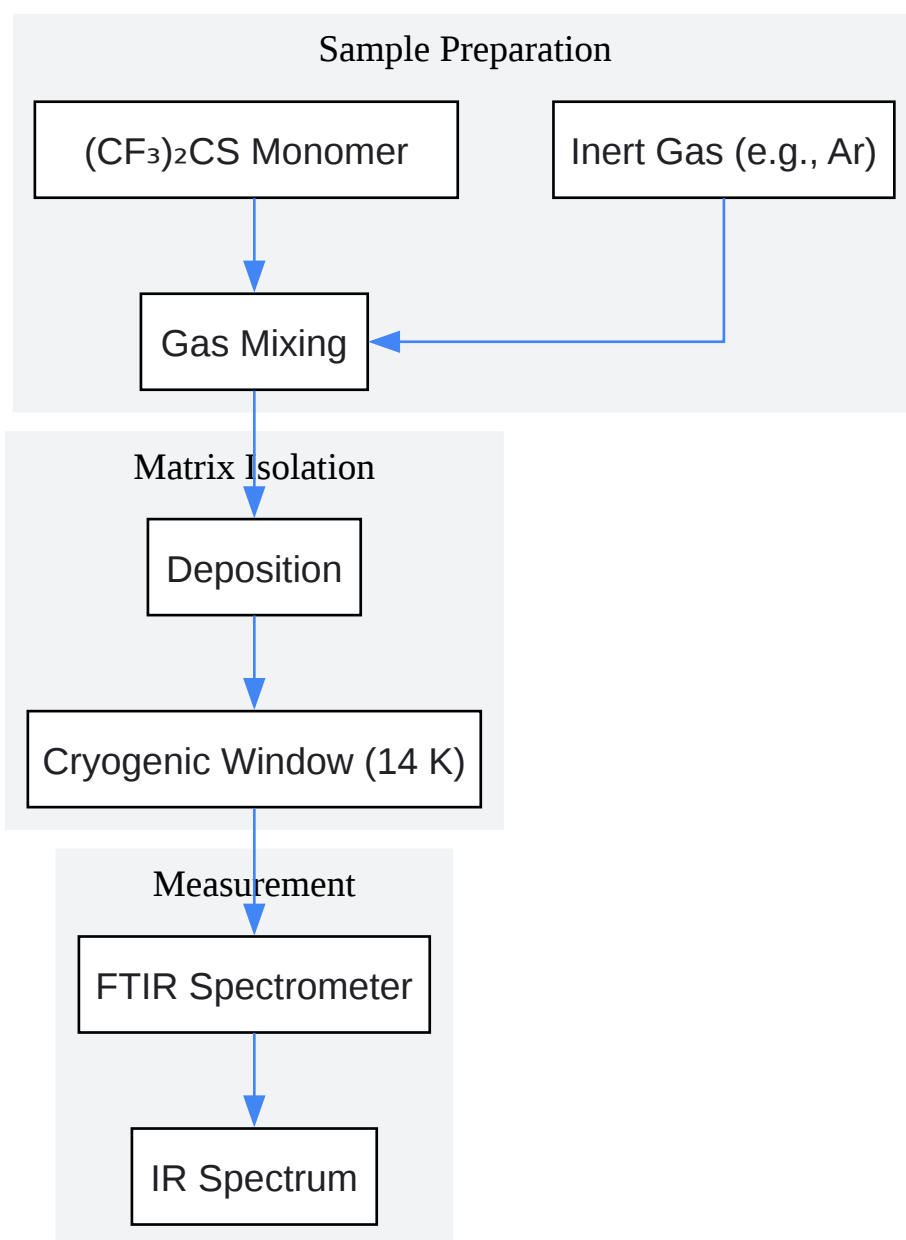 Sample Preparation
(CF₃)₂CS Monomer
Inert Gas (e.g., Ar)
Gas Mixing
Matrix Isolation
Deposition
Cryogenic Window (14 K)
Measurement
FTIR Spectrometer
IR Spectrum